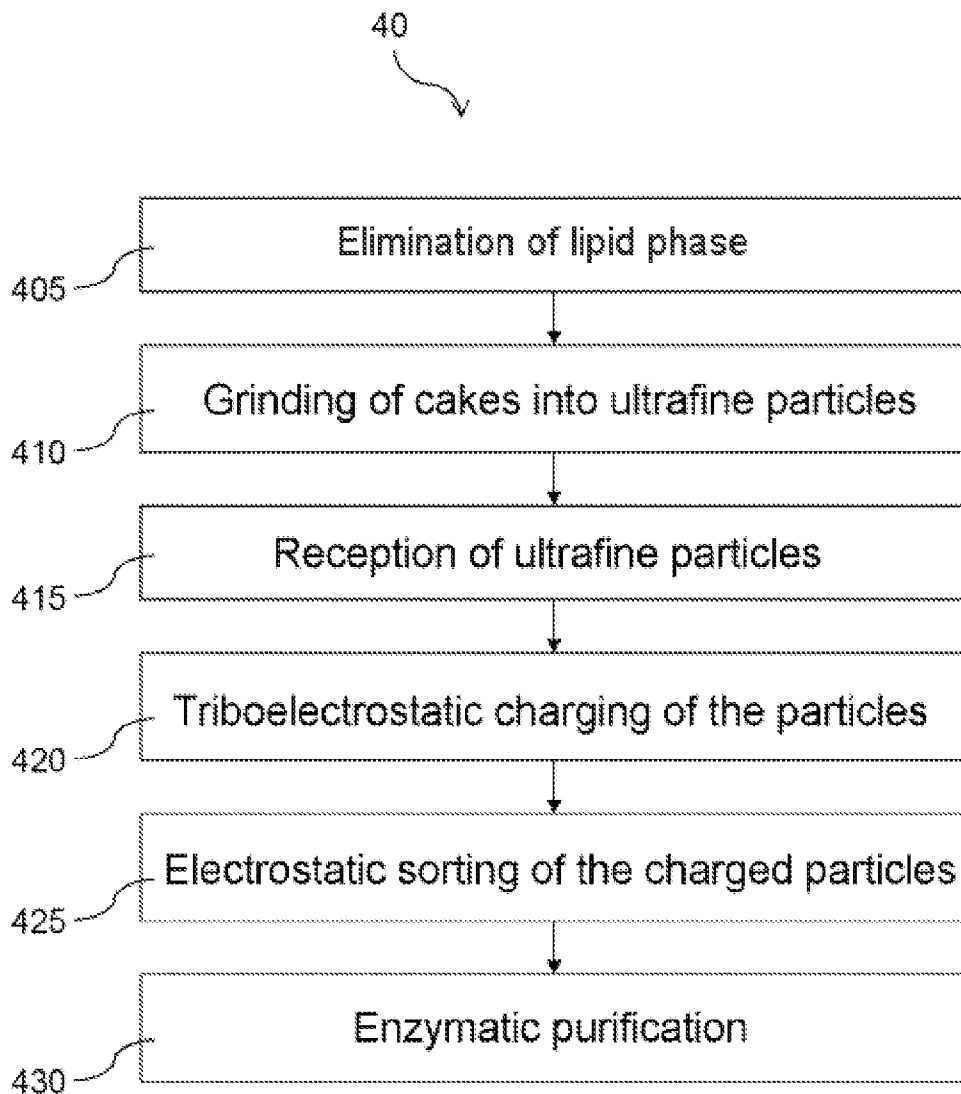 40
Elimination of lipid phase
405
Grinding of cakes into ultrafine particles
410
Reception of ultrafine particles
415
Triboelectrostatic charging of the particles
420
Electrostatic sorting of the charged particles
425
Enzymatic purification
430